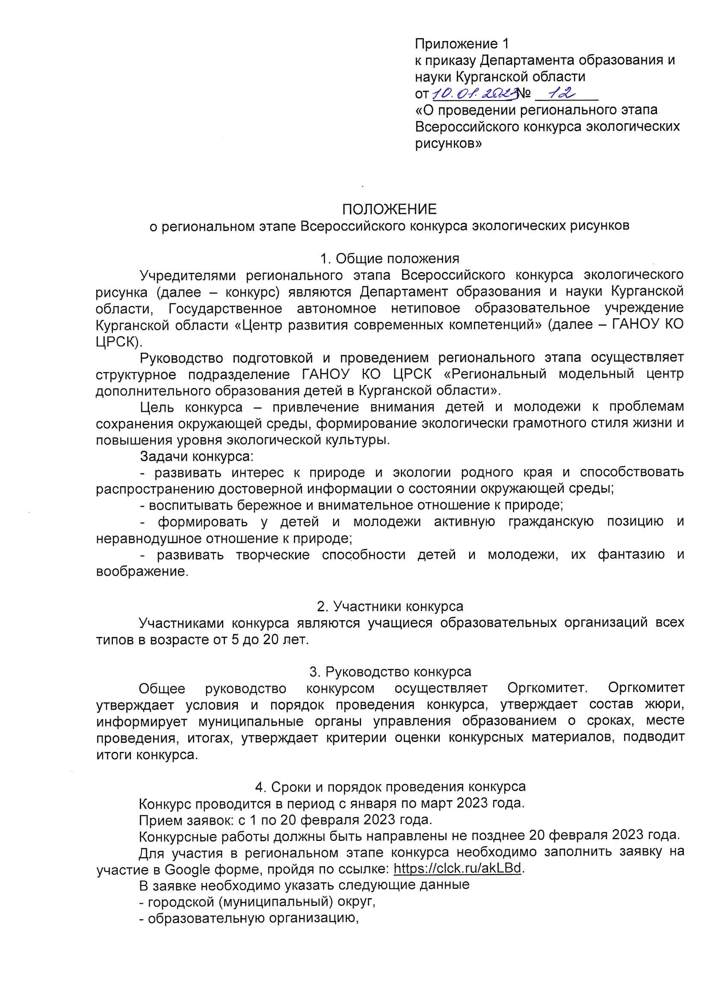 Приложение 1
к приказу Департамента образования и
науки Курганской области
от 10.01.2023 № 12
«О проведении регионального этапа
Всероссийского конкурса экологических
рисунков»
ПОЛОЖЕНИЕ
о региональном этапе Всероссийского конкурса экологических рисунков
1. Общие положения
Учредителями регионального этапа Всероссийского конкурса экологического
рисунка (далее – конкурс) являются Департамент образования и науки Курганской
области, Государственное автономное нетиповое образовательное учреждение
Курганской области «Центр развития современных компетенций» (далее – ГАНОУ КО
ЦРСК).
Руководство подготовкой и проведением регионального этапа осуществляет
структурное подразделение ГАНОУ КО ЦРСК «Региональный модельный центр
дополнительного образования детей в Курганской области».
Цель конкурса – привлечение внимания детей и молодежи к проблемам
сохранения окружающей среды, формирование экологически грамотного стиля жизни и
повышения уровня экологической культуры.
Задачи конкурса:
- развивать интерес к природе и экологии родного края и способствовать
распространению достоверной информации о состоянии окружающей среды;
- воспитывать бережное и внимательное отношение к природе;
- формировать у детей и молодежи активную гражданскую позицию и
неравнодушное отношение к природе;
- развивать творческие способности детей и молодежи, их фантазию и
воображение.
2. Участники конкурса
Участниками конкурса являются учащиеся образовательных организаций всех
типов в возрасте от 5 до 20 лет.
3. Руководство конкурса
Общее руководство конкурсом осуществляет Оргкомитет. Оргкомитет
утверждает условия и порядок проведения конкурса, утверждает состав жюри,
информирует муниципальные органы управления образованием о сроках, месте
проведения, итогах, утверждает критерии оценки конкурсных материалов, подводит
итоги конкурса.
4. Сроки и порядок проведения конкурса
Конкурс проводится в период с января по март 2023 года.
Прием заявок: с 1 по 20 февраля 2023 года.
Конкурсные работы должны быть направлены не позднее 20 февраля 2023 года.
Для участия в региональном этапе конкурса необходимо заполнить заявку на
участие в Google форме, пройдя по ссылке: https://clck.ru/akLBd.
В заявке необходимо указать следующие данные
- городской (муниципальный) округ,
- образовательную организацию,